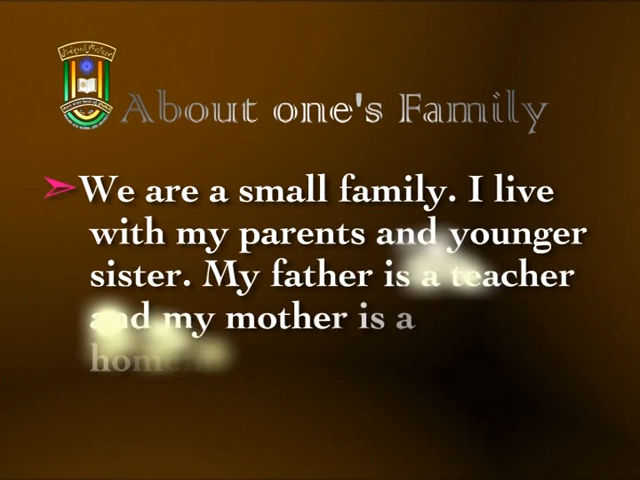 About one's Family
➢We are a small family. I live
with my parents and younger
sister. My father is a teacher
and my mother is a